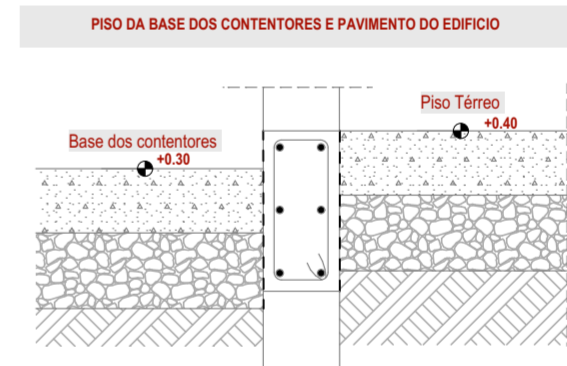 PISO DA BASE DOS CONTENTORES E PAVIMENTO DO EDIFICIO
Piso Térreo
+0.40
Base dos contentores
+0.30